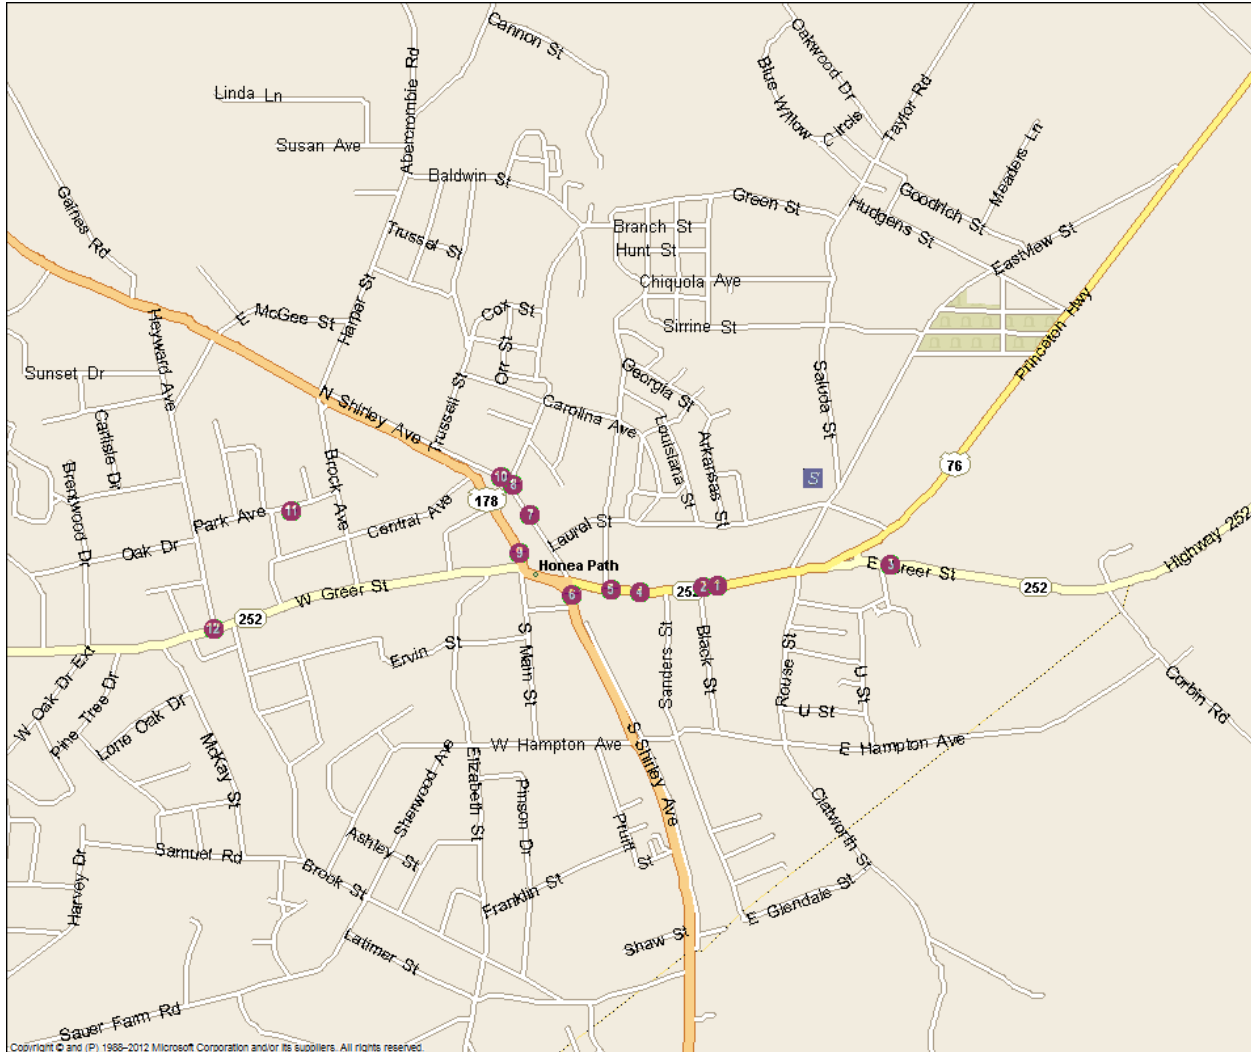 Cannon St
Oakwood Dr
Blue Willow Circle
Taylor Rd
Linda Ln
Abercrombie Rd
Susan Ave
Meaders Ln
Baldwin St
Goodrich St
Green St
Gaines Rd
Hudgens St
Branch St
Trussel St
Eastview St
Hunt St
Chiquola Ave
Harper St
Princeton Hwy
E McGee St
Cox St
Sirrine St
Heyward Ave
Orr St
Sunset Dr
Georgia St
Saluda St
N Shirley Ave
Trussell St
Carolina Ave
Carlisle Dr
Louisiana St
Arkansas St
Brentwood Dr
Brock Ave
76
S
10
8
178
11
Park Ave
Central Ave
7
Laurel St
Highway 252
Oak Dr
9
Honea Path
3
E Greer St
252
W Greer St
6
5
4
252
2
1
252
12
S Main St
Ervin St
Sanders St
Black St
Rouse St
U St
U St
Corbin Rd
W Oak Dr Ext
Pine Tree Dr
Lone Oak Dr
McKay St
W Hampton Ave
S Shirley Ave
E Hampton Ave
Sherwood Ave
Elizabeth St
Pinson Dr
Pruitt St
Clatworth St
Ashley St
Samuel Rd
Brook St
Harvey Dr
Franklin St
E Glendale St
Shaw St
Latimer St
Sauer Farm Rd
Copyright © and (P) 1988–2012 Microsoft Corporation and/or its suppliers. All rights reserved.